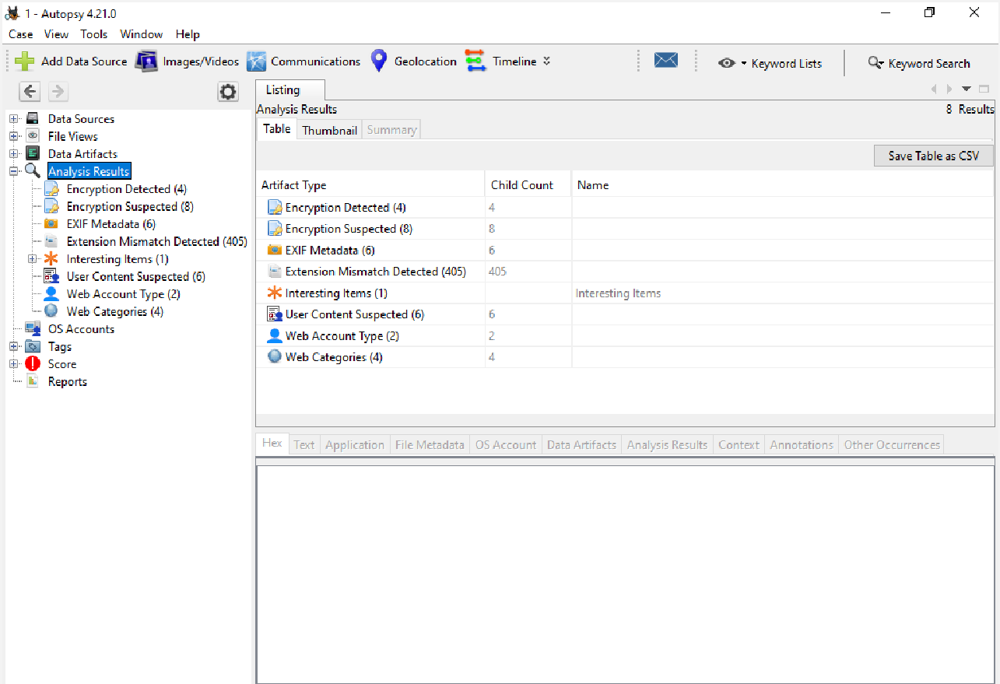 1 - Autopsy 4.21.0
Case View Tools Window Help
Add Data Source Images/Videos Communications Geolocation Timeline Keyword Lists Keyword Search
Listing
Analysis Results 8 Results
Table Thumbnail Summary
Save Table as CSV
Data Sources
File Views
Data Artifacts
Analysis Results
Encryption Detected (4)
Encryption Suspected (8)
EXIF Metadata (6)
Extension Mismatch Detected (405)
Interesting Items (1)
User Content Suspected (6)
Web Account Type (2)
Web Categories (4)
OS Accounts
Tags
Score
Reports
Artifact Type Child Count Name
Encryption Detected (4) 4
Encryption Suspected (8) 8
EXIF Metadata (6) 6
Extension Mismatch Detected (405) 405
Interesting Items (1) Interesting Items
User Content Suspected (6) 6
Web Account Type (2) 2
Web Categories (4) 4
Hex Text Application File Metadata OS Account Data Artifacts Analysis Results Context Annotations Other Occurrences